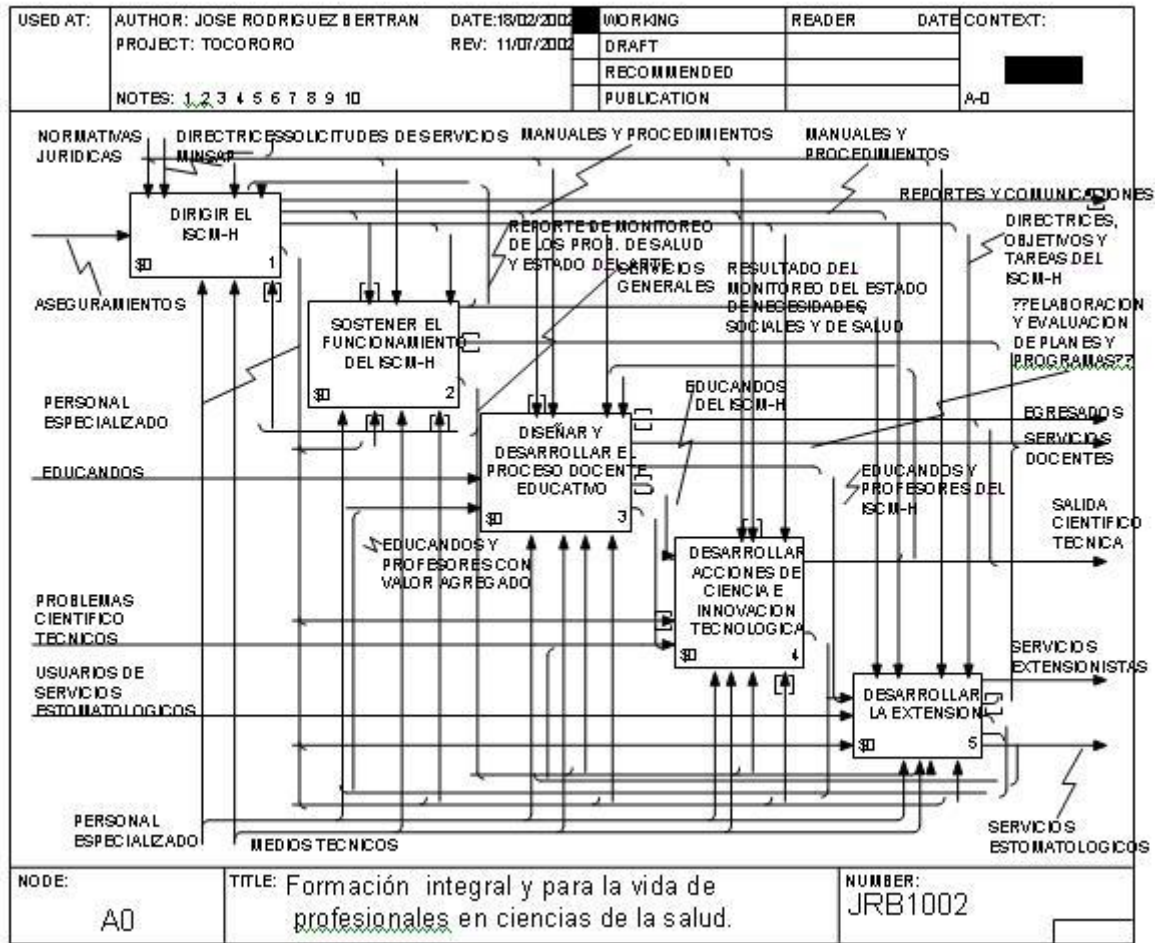 USED AT:
AUTHOR: JOSE RODRIGUEZ BERTRAN
DATE:18/02/2002
PROJECT: TOCORORO
REV: 11/07/2002
NOTES: 1 2 3 4 5 6 7 8 9 10
WORKING
DRAFT
RECOMMENDED
PUBLICATION
READER
DATE
CONTEXT:
A-0
NORMATIVAS
JURIDICAS
DIRECTRICES
MINSAP
SOLICITUDES DE SERVICIOS
MANUALES Y PROCEDIMIENTOS
MANUALES Y
PROCEDIMIENTOS
REPORTES Y COMUNICACIONES
DIRIGIR EL
ISCM-H
$0
1
ASEGURAMIENTOS
REPORTE DE MONITOREO
DE LOS PROB. DE SALUD
Y ESTADO DEL ARTE
SERVICIOS
GENERALES
RESULTADO DEL
MONITOREO DEL ESTADO
DE NECESIDADES
SOCIALES Y DE SALUD
DIRECTRICES,
OBJETIVOS Y
TAREAS DEL
ISCM-H
??ELABORACION
Y EVALUACION
DE PLANES Y
PROGRAMAS??
SOSTENER EL
FUNCIONAMIENTO
DEL ISCM-H
$0
2
PERSONAL
ESPECIALIZADO
EDUCANDOS
DEL ISCM-H
EGRESADOS
SERVICIOS
DOCENTES
EDUCANDOS
DISEÑAR Y
DESARROLLAR EL
PROCESO DOCENTE
EDUCATIVO
$0
3
EDUCANDOS Y
PROFESORES DEL
ISCM-H
SALIDA
CIENTIFICO
TECNICA
EDUCANDOS Y
PROFESORES CON
VALOR AGREGADO
DESARROLLAR
ACCIONES DE
CIENCIA E
INNOVACION
TECNOLOGICA
$0
4
PROBLEMAS
CIENTIFICO
TECNICOS
USUARIOS DE
SERVICIOS
ESTOMATOLOGICOS
SERVICIOS
EXTENSIONISTAS
DESARROLLAR
LA EXTENSION
$0
5
PERSONAL
ESPECIALIZADO
MEDIOS TECNICOS
SERVICIOS
ESTOMATOLOGICOS
NODE:
A0
TITLE: Formación integral y para la vida de
profesionales en ciencias de la salud.
NUMBER:
JRB1002